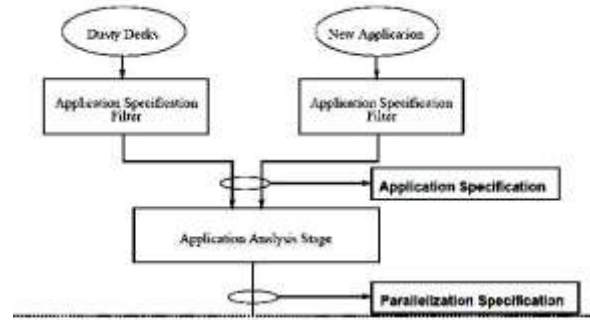 Dusty Decks
New Application
Application Specification
Filter
Application Specification
Filter
Application Specification
Application Analysis Stage
Parallelization Specification